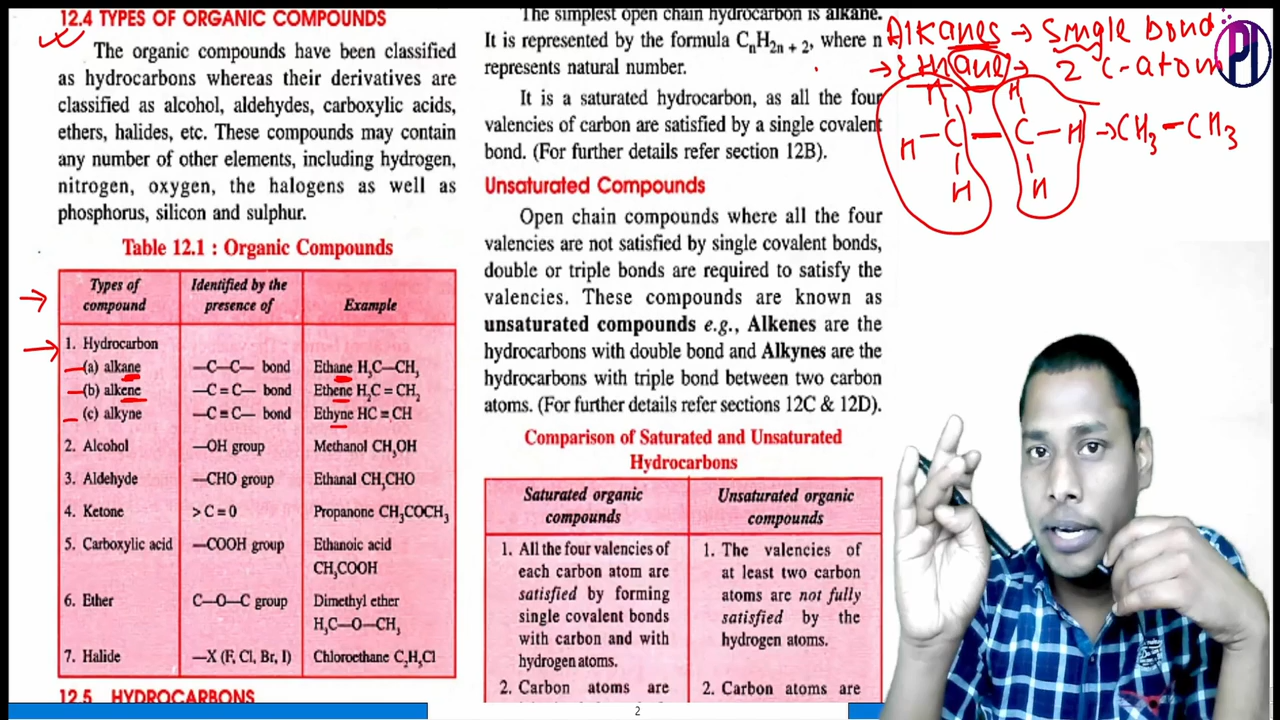 12.4 TYPES OF ORGANIC COMPOUNDS
The organic compounds have been classified
as hydrocarbons whereas their derivatives are
classified as alcohol, aldehydes, carboxylic acids,
ethers, halides, etc. These compounds may contain
any number of other elements, including hydrogen,
nitrogen, oxygen, the halogens as well as
phosphorus, silicon and sulphur.
Table 12.1 : Organic Compounds
Types of compound | Identified by the presence of | Example
1. Hydrocarbon
(a) alkane —C—C— bond Ethane H₃C—CH₃
(b) alkene —C = C— bond Ethene H₂C = CH₂
(c) alkyne —C ≡ C— bond Ethyne HC ≡ CH
2. Alcohol —OH group Methanol CH₃OH
3. Aldehyde —CHO group Ethanal CH₃CHO
4. Ketone > C = 0 Propanone CH₃COCH₃
5. Carboxylic acid —COOH group Ethanoic acid
CH₃COOH
6. Ether C—O—C group Dimethyl ether
H₃C—O—CH₃
7. Halide —X (F, Cl, Br, I) Chloroethane C₂H₅Cl
12.5 HYDROCARBONS
The simplest open chain hydrocarbon is alkane.
It is represented by the formula CₙH₂ₙ₊₂, where n
represents natural number.
It is a saturated hydrocarbon, as all the four
valencies of carbon are satisfied by a single covalent
bond. (For further details refer section 12B).
Unsaturated Compounds
Open chain compounds where all the four
valencies are not satisfied by single covalent bonds,
double or triple bonds are required to satisfy the
valencies. These compounds are known as
unsaturated compounds e.g., Alkenes are the
hydrocarbons with double bond and Alkynes are the
hydrocarbons with triple bond between two carbon
atoms. (For further details refer sections 12C & 12D).
Comparison of Saturated and Unsaturated
Hydrocarbons
Saturated organic compounds | Unsaturated organic compounds
1. All the four valencies of
each carbon atom are
satisfied by forming
single covalent bonds
with carbon and with
hydrogen atoms.
2. Carbon atoms are
1. The valencies of
at least two carbon
atoms are not fully
satisfied by the
hydrogen atoms.
2. Carbon atoms are
Alkanes → Single bond
→ Ethane → 2 C-atom
H H
H — C — C — H → CH₃ — CH₃
H H
PI
2